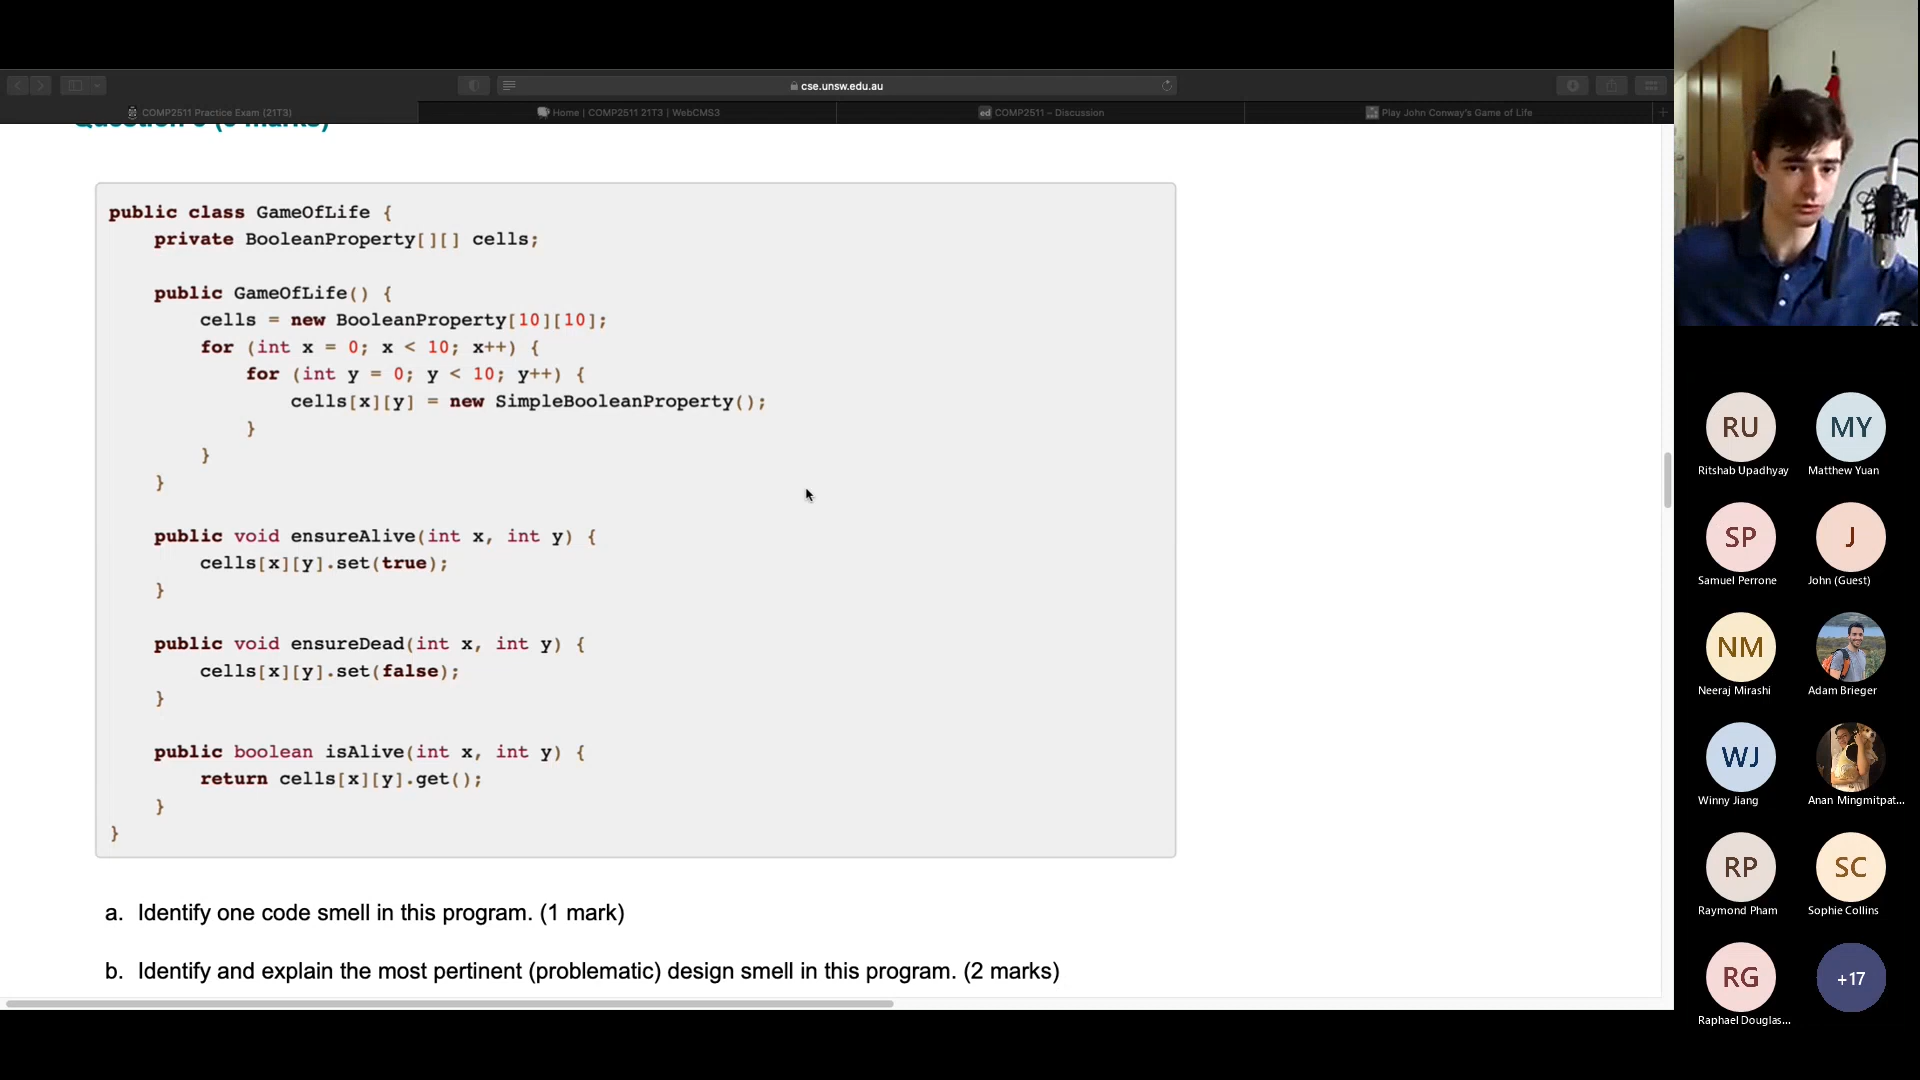 cse.unsw.edu.au
COMP2511 Practice Exam (21T3)
Home | COMP2511 21T3 | WebCMS3
ed COMP2511 – Discussion
Play John Conway's Game of Life
public class GameOfLife {
private BooleanProperty[][] cells;
public GameOfLife() {
cells = new BooleanProperty[10][10];
for (int x = 0; x < 10; x++) {
for (int y = 0; y < 10; y++) {
cells[x][y] = new SimpleBooleanProperty();
}
}
}
public void ensureAlive(int x, int y) {
cells[x][y].set(true);
}
public void ensureDead(int x, int y) {
cells[x][y].set(false);
}
public boolean isAlive(int x, int y) {
return cells[x][y].get();
}
}
a. Identify one code smell in this program. (1 mark)
b. Identify and explain the most pertinent (problematic) design smell in this program. (2 marks)
RU
Ritshab Upadhyay
MY
Matthew Yuan
SP
Samuel Perrone
J
John (Guest)
NM
Neeraj Mirashi
Adam Brieger
WJ
Winny Jiang
Anan Mingmitpat...
RP
Raymond Pham
SC
Sophie Collins
RG
Raphael Douglas...
+17